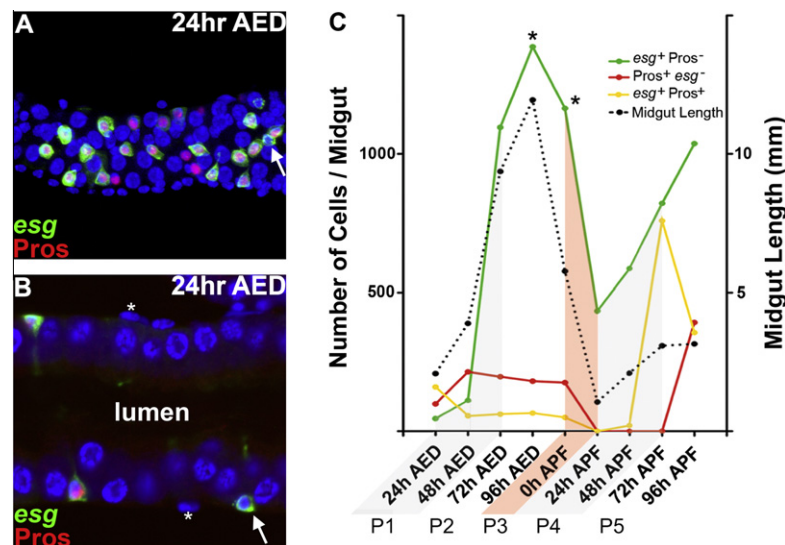 A
24hr AED
esg
Pros
B
24hr AED
*
lumen
*
esg
Pros
C
Number of Cells / Midgut
1000
500
*
*
esg+ Pros-
Pros+ esg-
esg+ Pros+
Midgut Length
10
5
Midgut Length (mm)
24h AED
48h AED
72h AED
96h AED
0h APF
24h APF
48h APF
72h APF
96h APF
P1 P2 P3 P4 P5